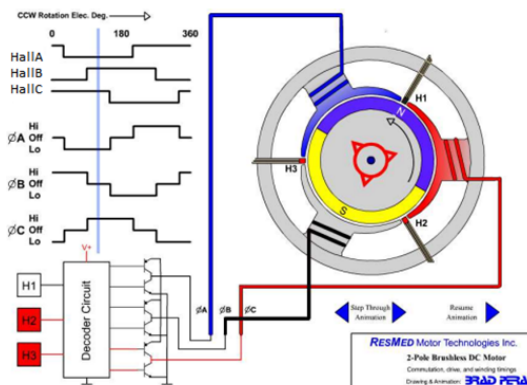 CCW Rotation Elec. Deg.
0 180 360
HallA
HallB
HallC
Hi
ØA Off
Lo
Hi
ØB Off
Lo
Hi
ØC Off
Lo
V+
H1
H2
H3
Decoder Circuit
ØA ØB ØC
H1
N
H3
S
H2
Step Through
Animation
Resume
Animation
RESMED Motor Technologies Inc.
2-Pole Brushless DC Motor
Commutation, drive, and winding timings
Drawing & Animation: